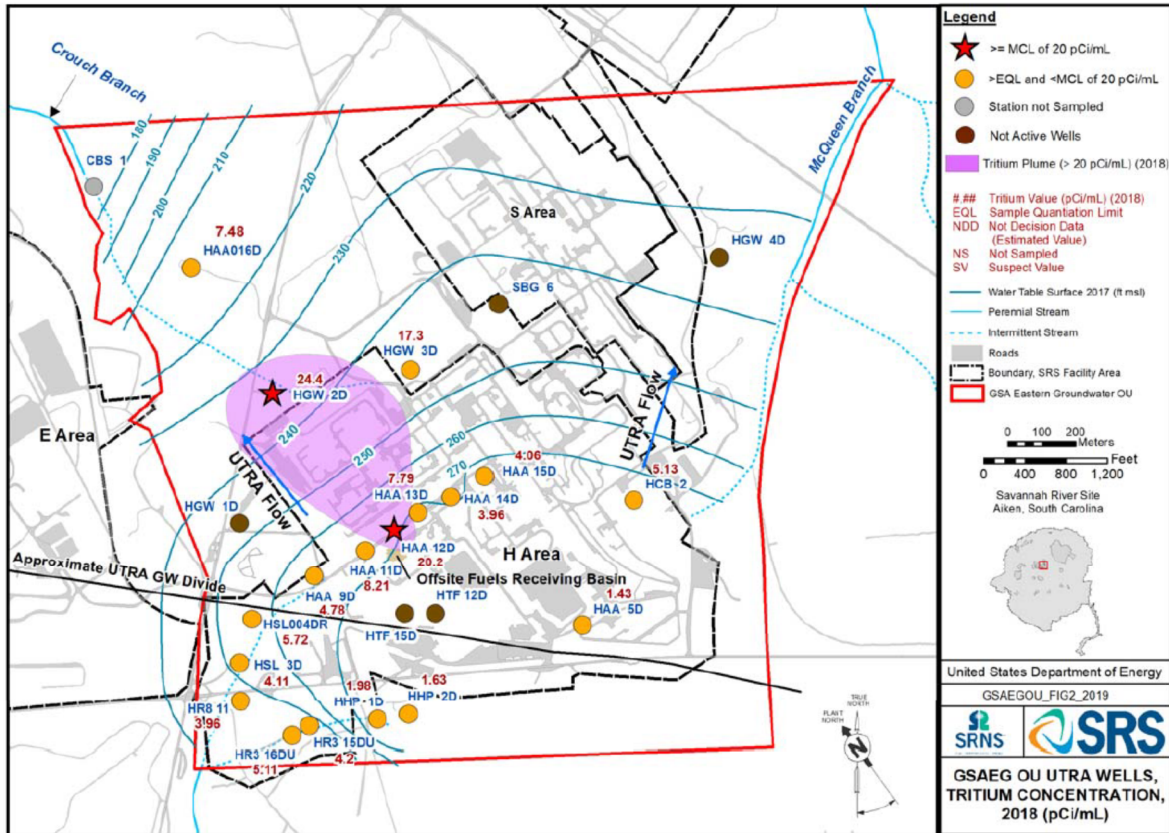 Crouch Branch
CBS 1
180
190
200
210
220
230
7.48
HAA016D
S Area
McQueen Branch
HGW 4D
SBG 6
17.3
HGW 3D
24.4
HGW 2D
240
250
260
270
E Area
UTRA Flow
UTRA Flow
HGW 1D
7.79
HAA 13D
4.06
HAA 15D
HAA 14D
3.96
5.13
HCB 2
HAA 12D
20.2
HAA 11D
8.21
H Area
Offsite Fuels Receiving Basin
Approximate UTRA GW Divide
HAA 9D
4.78
HTF 12D
HTF 15D
1.43
HAA 5D
HSL004DR
5.72
HSL 3D
4.11
HR8 11
3.96
1.98
HHP 1D
1.63
HHP 2D
HR3 16DU
5.11
HR3 15DU
4.2
TRUE NORTH
PLANT NORTH
N
Legend
>= MCL of 20 pCi/mL
>EQL and <MCL of 20 pCi/mL
Station not Sampled
Not Active Wells
Tritium Plume (> 20 pCi/mL) (2018)
#.## Tritium Value (pCi/mL) (2018)
EQL Sample Quantiation Limit
NDD Not Decision Data
(Estimated Value)
NS Not Sampled
SV Suspect Value
Water Table Surface 2017 (ft msl)
Perennial Stream
Intermittent Stream
Roads
Boundary, SRS Facility Area
GSA Eastern Groundwater OU
0 100 200
Meters
Feet
0 300 600 1,200
Savannah River Site
Aiken, South Carolina
United States Department of Energy
GSAEGOU_FIG2_2019
SRNS
SRS
GSAEG OU UTRA WELLS,
TRITIUM CONCENTRATION,
2018 (pCi/mL)